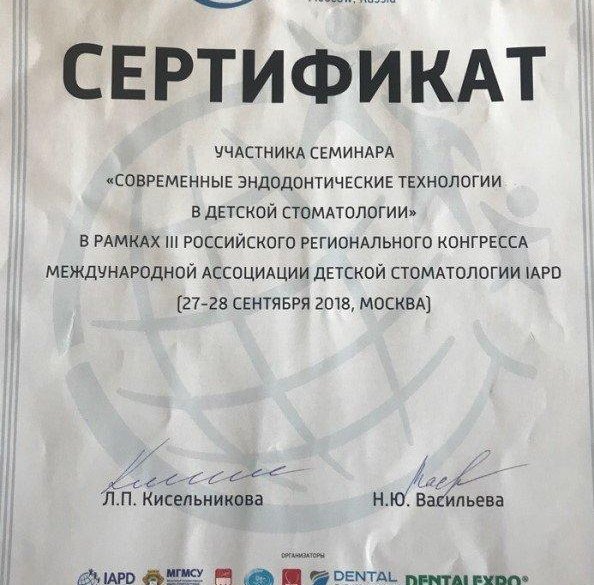 Moscow, Russia
СЕРТИФИКАТ
УЧАСТНИКА СЕМИНАРА
«СОВРЕМЕННЫЕ ЭНДОДОНТИЧЕСКИЕ ТЕХНОЛОГИИ
В ДЕТСКОЙ СТОМАТОЛОГИИ»
В РАМКАХ III РОССИЙСКОГО РЕГИОНАЛЬНОГО КОНГРЕССА
МЕЖДУНАРОДНОЙ АССОЦИАЦИИ ДЕТСКОЙ СТОМАТОЛОГИИ IAPD
(27-28 СЕНТЯБРЯ 2018, МОСКВА)
Л.П. Кисельникова Н.Ю. Васильева
ОРГАНИЗАТОРЫ
IAPD МГМСУ DENTAL DENTALEXPO®